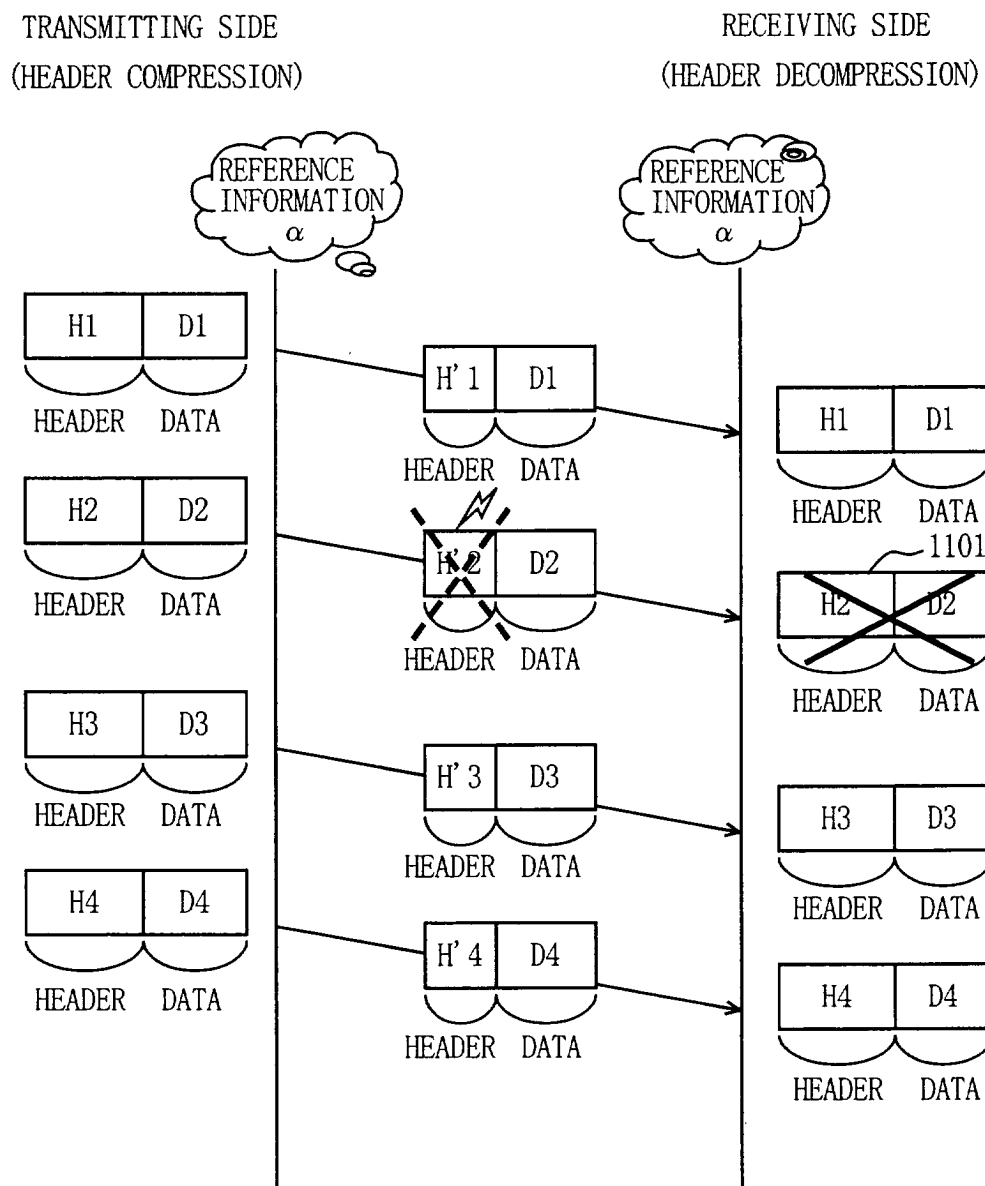 TRANSMITTING SIDE
(HEADER COMPRESSION)
RECEIVING SIDE
(HEADER DECOMPRESSION)
REFERENCE
INFORMATION
α
REFERENCE
INFORMATION
α
H1 D1
HEADER DATA
H'1 D1
HEADER DATA
H1 D1
HEADER DATA
H2 D2
HEADER DATA
H'2 D2
HEADER DATA
1101
H2 D2
HEADER DATA
H3 D3
HEADER DATA
H'3 D3
HEADER DATA
H3 D3
HEADER DATA
H4 D4
HEADER DATA
H'4 D4
HEADER DATA
H4 D4
HEADER DATA